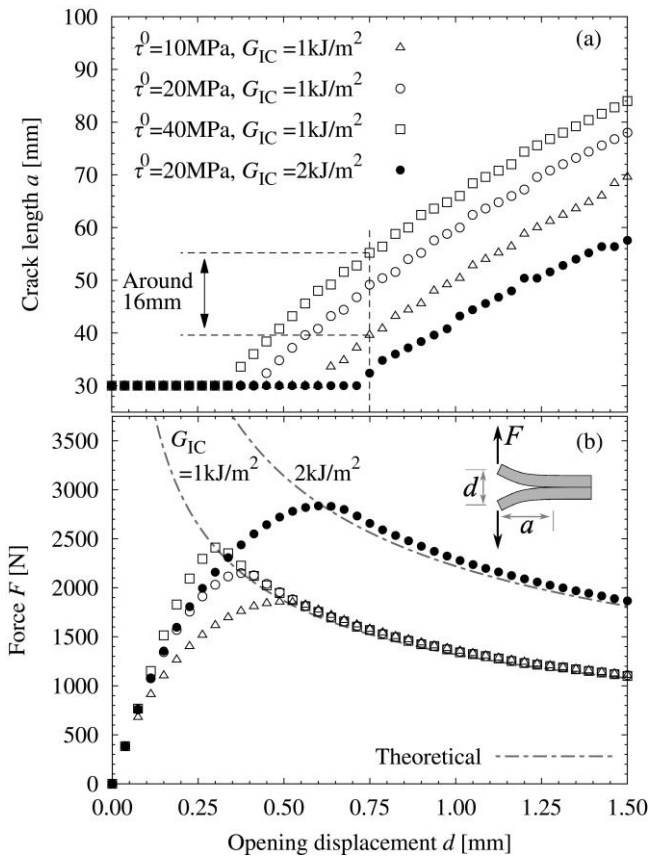 (a)
τ⁰=10MPa, G_IC=1kJ/m²
τ⁰=20MPa, G_IC=1kJ/m²
τ⁰=40MPa, G_IC=1kJ/m²
τ⁰=20MPa, G_IC=2kJ/m²
Around
16mm
Crack length a [mm]
100
90
80
70
60
50
40
30
(b)
G_IC
=1kJ/m²
2kJ/m²
F
d
a
Theoretical
Force F [N]
3500
3000
2500
2000
1500
1000
500
0
0.00 0.25 0.50 0.75 1.00 1.25 1.50
Opening displacement d [mm]